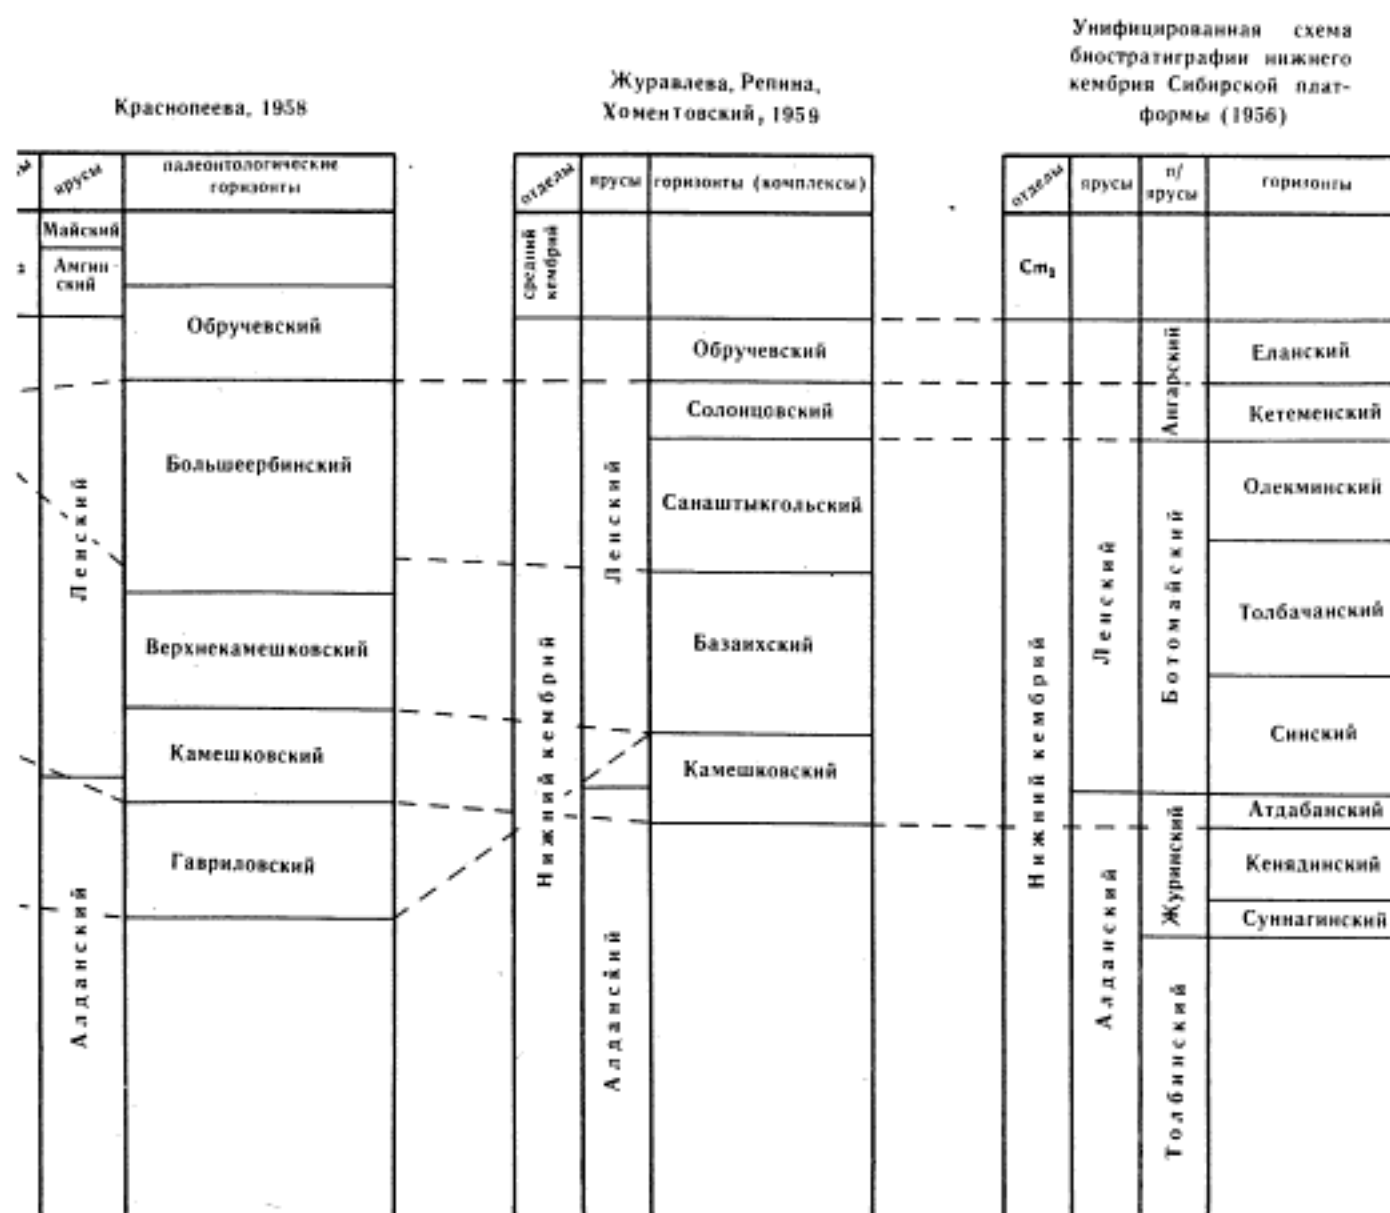 Краснопеева, 1958
ярусы
палеонтологические
горизонты
Майский
Амгин-
ский
Ленский
Алданский
Обручевский
Большеербинский
Верхнекамешковский
Камешковский
Гавриловский
Журавлева, Репина,
Хоментовский, 1959
отделы
ярусы
горизонты (комплексы)
средний
кембрий
Нижний кембрий
Ленский
Алданский
Обручевский
Солонцовский
Санаштыкгольский
Базаихский
Камешковский
Унифицированная схема
биостратиграфии нижнего
кембрия Сибирской плат-
формы (1956)
отделы
ярусы
п/
ярусы
горизонты
Cm₂
Нижний кембрий
Ленский
Алданский
Ангарский
Ботомайский
Журинский
Толбинский
Еланский
Кетеменский
Олекминский
Толбачанский
Синский
Атдабанский
Кенядинский
Суннагинский